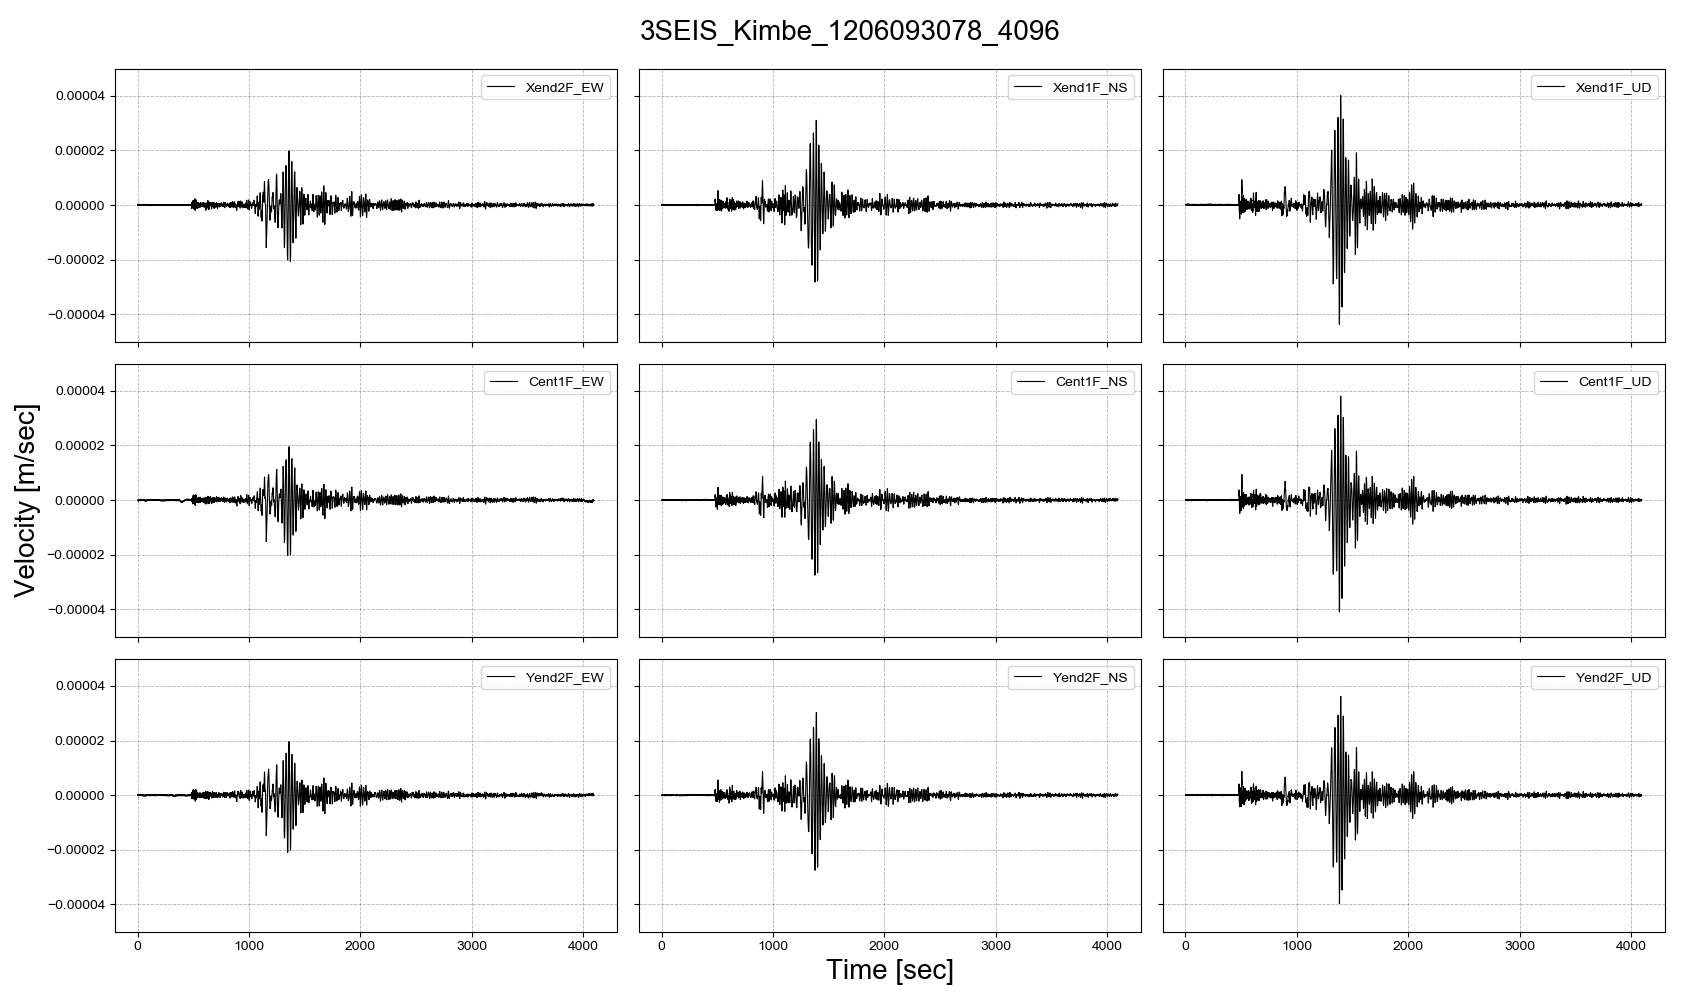 3SEIS_Kimbe_1206093078_4096
Xend2F_EW
Xend1F_NS
Xend1F_UD
0.00004
0.00002
0.00000
−0.00002
−0.00004
Cent1F_EW
Cent1F_NS
Cent1F_UD
0.00004
0.00002
0.00000
−0.00002
−0.00004
Velocity [m/sec]
Yend2F_EW
Yend2F_NS
Yend2F_UD
0.00004
0.00002
0.00000
−0.00002
−0.00004
0 1000 2000 3000 4000
0 1000 2000 3000 4000
0 1000 2000 3000 4000
Time [sec]